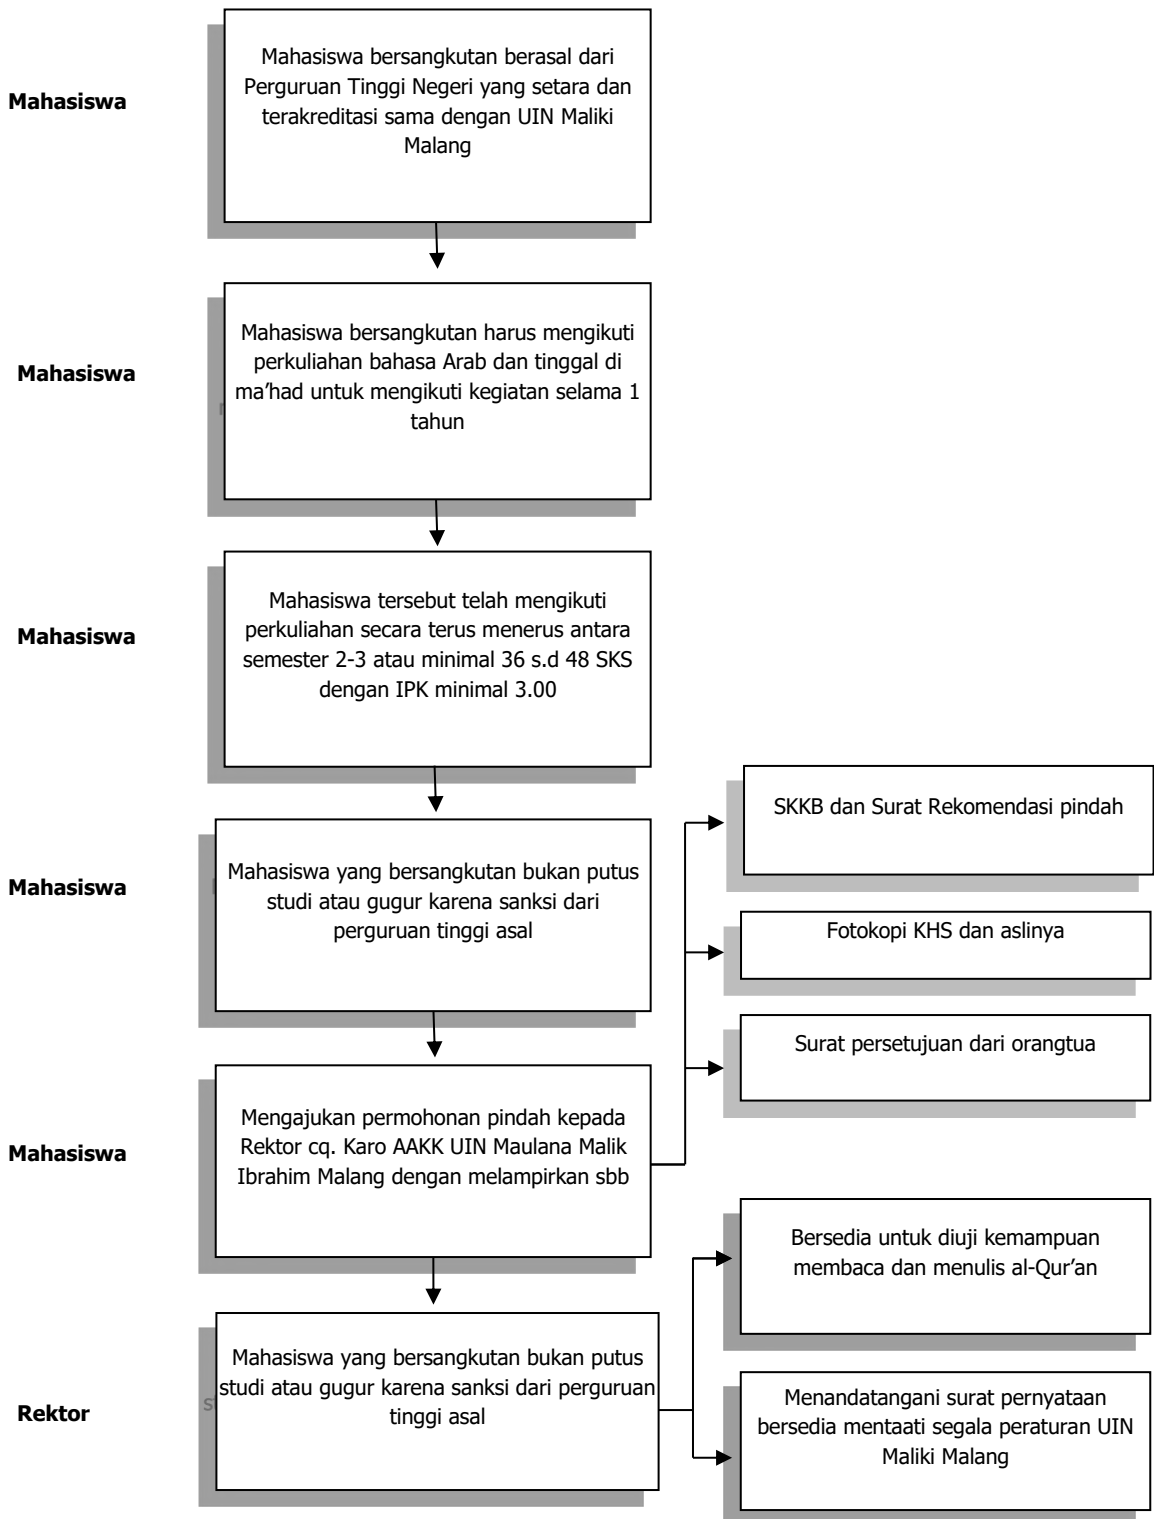 Mahasiswa
Mahasiswa bersangkutan berasal dari
Perguruan Tinggi Negeri yang setara dan
terakreditasi sama dengan UIN Maliki
Malang
Mahasiswa
Mahasiswa bersangkutan harus mengikuti
perkuliahan bahasa Arab dan tinggal di
ma’had untuk mengikuti kegiatan selama 1
tahun
Mahasiswa
Mahasiswa tersebut telah mengikuti
perkuliahan secara terus menerus antara
semester 2-3 atau minimal 36 s.d 48 SKS
dengan IPK minimal 3.00
Mahasiswa
Mahasiswa yang bersangkutan bukan putus
studi atau gugur karena sanksi dari
perguruan tinggi asal
Mahasiswa
Mengajukan permohonan pindah kepada
Rektor cq. Karo AAKK UIN Maulana Malik
Ibrahim Malang dengan melampirkan sbb
SKKB dan Surat Rekomendasi pindah
Fotokopi KHS dan aslinya
Surat persetujuan dari orangtua
Rektor
Mahasiswa yang bersangkutan bukan putus
studi atau gugur karena sanksi dari perguruan
tinggi asal
Bersedia untuk diuji kemampuan
membaca dan menulis al-Qur’an
Menandatangani surat pernyataan
bersedia mentaati segala peraturan UIN
Maliki Malang